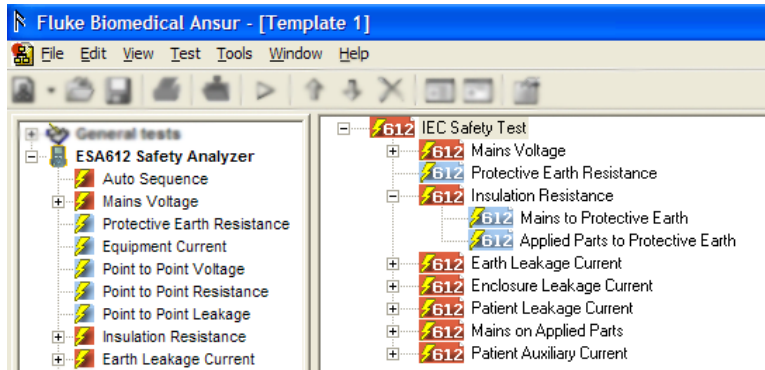 Fluke Biomedical Ansur - [Template 1]
File Edit View Test Tools Window Help
General tests
ESA612 Safety Analyzer
Auto Sequence
Mains Voltage
Protective Earth Resistance
Equipment Current
Point to Point Voltage
Point to Point Resistance
Point to Point Leakage
Insulation Resistance
Earth Leakage Current
612 IEC Safety Test
612 Mains Voltage
612 Protective Earth Resistance
612 Insulation Resistance
612 Mains to Protective Earth
612 Applied Parts to Protective Earth
612 Earth Leakage Current
612 Enclosure Leakage Current
612 Patient Leakage Current
612 Mains on Applied Parts
612 Patient Auxiliary Current